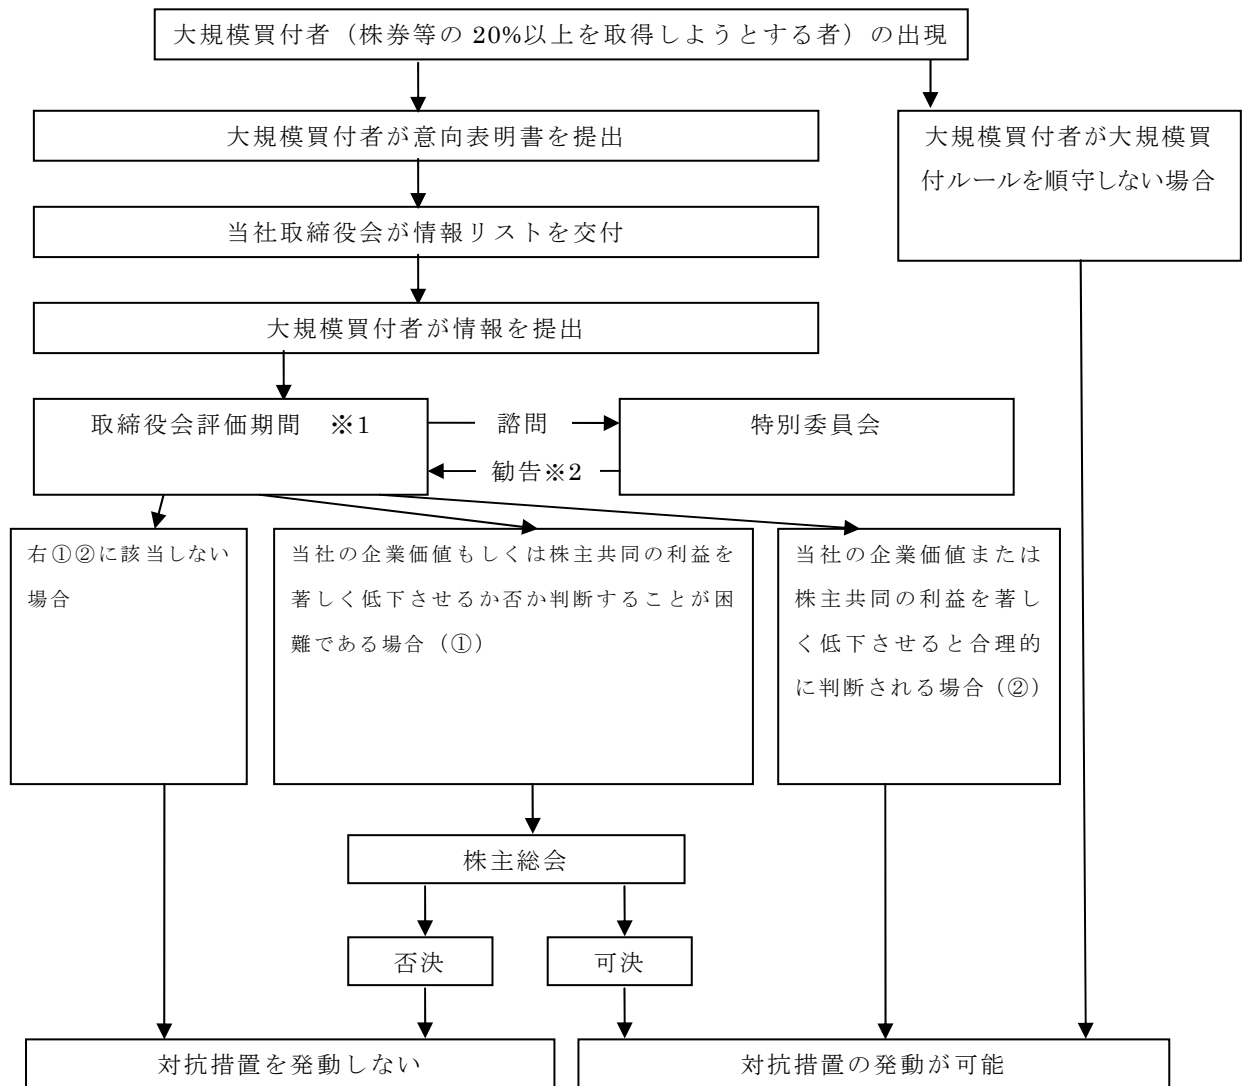 大規模買付者（株券等の 20%以上を取得しようとする者）の出現
大規模買付者が意向表明書を提出
大規模買付者が大規模買
付ルールを順守しない場合
当社取締役会が情報リストを交付
大規模買付者が情報を提出
取締役会評価期間　※1
諮問
特別委員会
勧告※2
右①②に該当しない
場合
当社の企業価値もしくは株主共同の利益を
著しく低下させるか否か判断することが困
難である場合（①）
当社の企業価値または
株主共同の利益を著し
く低下させると合理的
に判断される場合（②）
株主総会
否決
可決
対抗措置を発動しない
対抗措置の発動が可能